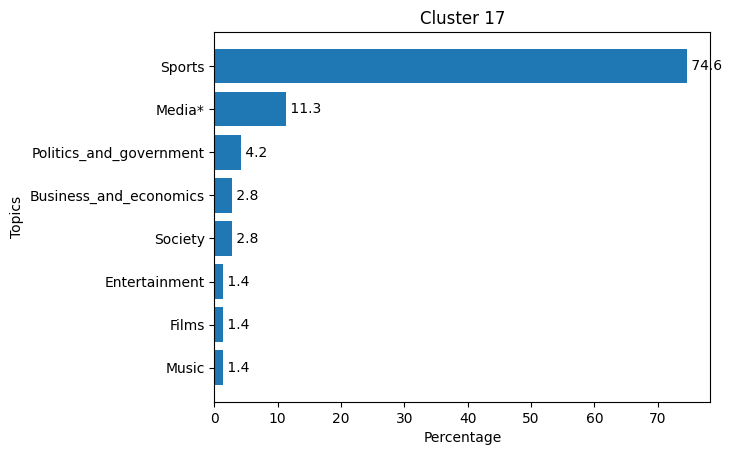 Cluster 17
Topics
Sports 74.6
Media* 11.3
Politics_and_government 4.2
Business_and_economics 2.8
Society 2.8
Entertainment 1.4
Films 1.4
Music 1.4
0 10 20 30 40 50 60 70
Percentage